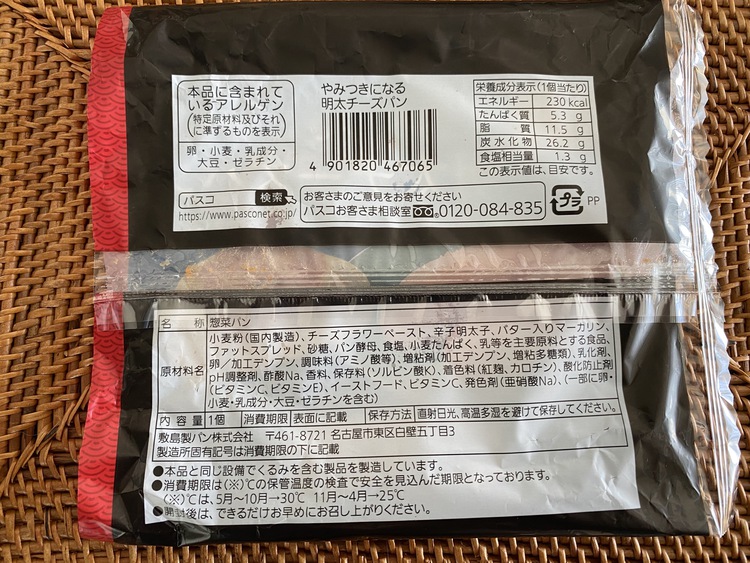 本品に含まれて
いるアレルゲン
(特定原材料及びそれ
に準ずるものを表示)
卵・小麦・乳成分・
大豆・ゼラチン
やみつきになる
明太チーズパン
4 901820 467065
栄養成分表示(1個当たり)
エネルギー 230 kcal
たんぱく質 5.3 g
脂質 11.5 g
炭水化物 26.2 g
食塩相当量 1.3 g
この表示値は、目安です。
パスコ 検索
https://www.pasconet.co.jp/
お客さまのご意見をお寄せください
パスコお客さま相談室 0120-084-835
プラ PP
名称 惣菜パン
原材料名 小麦粉(国内製造)、チーズフラワーペースト、辛子明太子、バター入りマーガリン、
ファットスプレッド、砂糖、パン酵母、食塩、小麦たんぱく、乳等を主要原料とする食品、
卵/加工デンプン、調味料(アミノ酸等)、増粘剤(加工デンプン、増粘多糖類)、乳化剤、
pH調整剤、酢酸Na、香料、保存料(ソルビン酸K)、着色料(紅麹、カロチン)、酸化防止剤
(ビタミンC、ビタミンE)、イーストフード、ビタミンC、発色剤(亜硝酸Na)、(一部に卵・
小麦・乳成分・大豆・ゼラチンを含む)
内容量 1個 消費期限 表面に記載 保存方法 直射日光、高温多湿を避けて保存してください。
敷島製パン株式会社 〒461-8721 名古屋市東区白壁五丁目3
製造所固有記号は消費期限の下に記載
●本品と同じ設備でくるみを含む製品を製造しています。
●消費期限は(※)℃の保管温度の検査で安全を見込んだ期限となっております。
(※)℃は、5月〜10月→30℃ 11月〜4月→25℃
●開封後は、できるだけお早めにお召し上がりください。